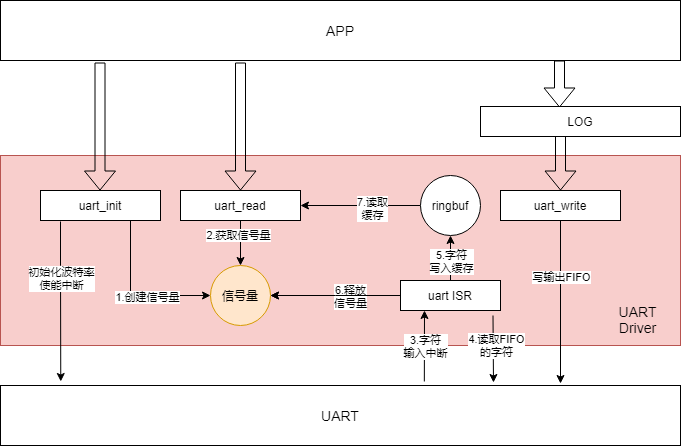 APP
LOG
uart_init
uart_read
ringbuf
uart_write
7.读取
缓存
2.获取信号量
初始化波特率
使能中断
1.创建信号量
信号量
6.释放
信号量
5.字符
写入缓存
uart ISR
写输出FIFO
UART
Driver
3.字符
输入中断
4.读取FIFO
的字符
UART